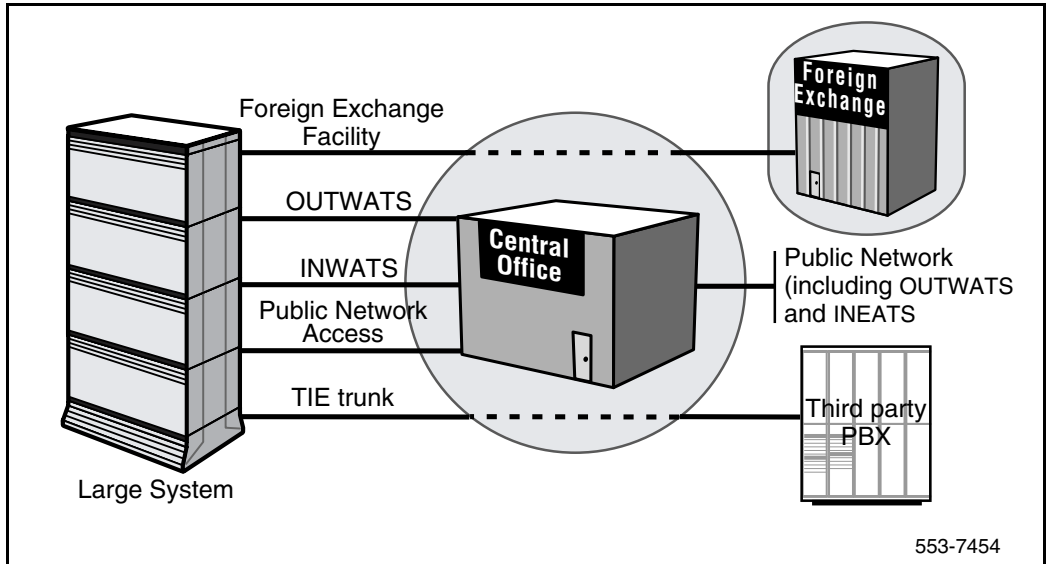 Foreign Exchange
Facility
OUTWATS
INWATS
Public Network
Access
TIE trunk
Large System
Central
Office
Foreign
Exchange
Public Network
(including OUTWATS
and INEATS
Third party
PBX
553-7454